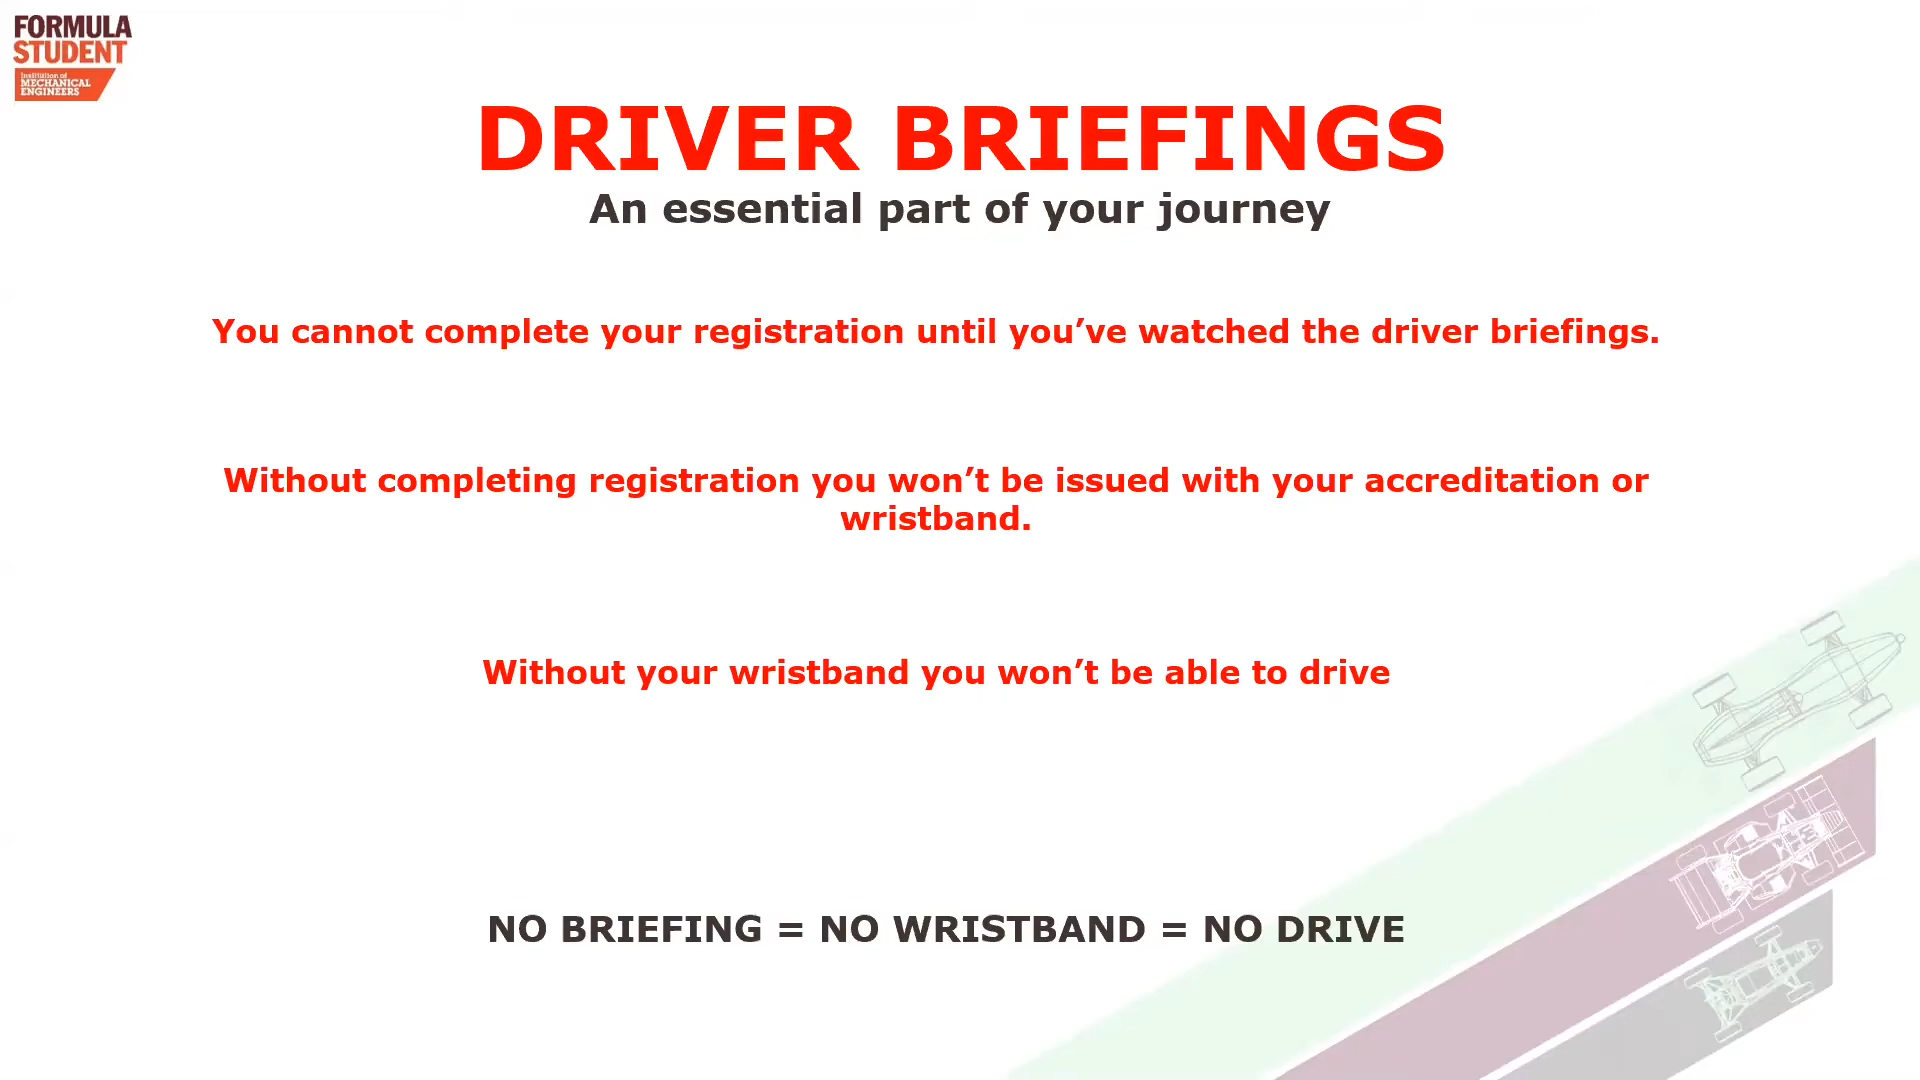 FORMULA
STUDENT
Institution of
MECHANICAL
ENGINEERS
DRIVER BRIEFINGS
An essential part of your journey
You cannot complete your registration until you’ve watched the driver briefings.
Without completing registration you won’t be issued with your accreditation or
wristband.
Without your wristband you won’t be able to drive
NO BRIEFING = NO WRISTBAND = NO DRIVE